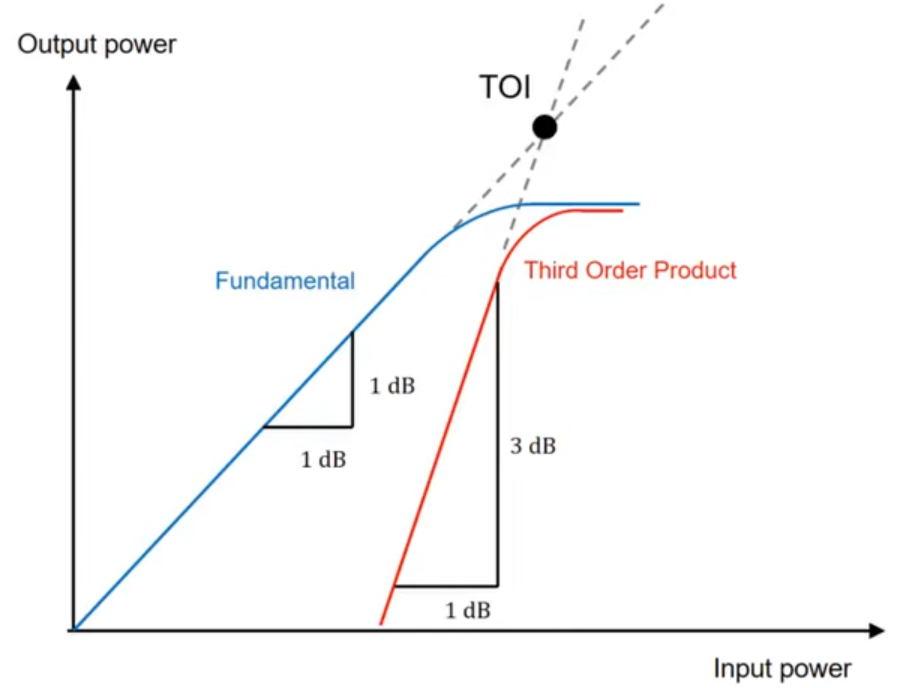 Output power
TOI
Third Order Product
Fundamental
1 dB
3 dB
1 dB
1 dB
Input power